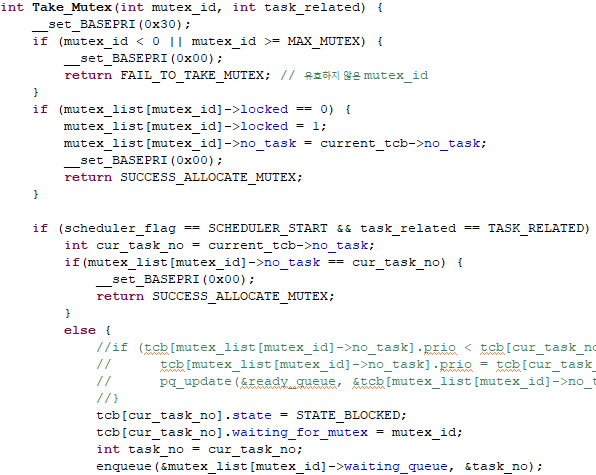 int Take_Mutex(int mutex_id, int task_related) {
    __set_BASEPRI(0x30);
    if (mutex_id < 0 || mutex_id >= MAX_MUTEX) {
        __set_BASEPRI(0x00);
        return FAIL_TO_TAKE_MUTEX; // 유효하지 않은 mutex_id
    }
    if (mutex_list[mutex_id]->locked == 0) {
        mutex_list[mutex_id]->locked = 1;
        mutex_list[mutex_id]->no_task = current_tcb->no_task;
        __set_BASEPRI(0x00);
        return SUCCESS_ALLOCATE_MUTEX;
    }

    if (scheduler_flag == SCHEDULER_START && task_related == TASK_RELATED)
        int cur_task_no = current_tcb->no_task;
        if(mutex_list[mutex_id]->no_task == cur_task_no) {
            __set_BASEPRI(0x00);
            return SUCCESS_ALLOCATE_MUTEX;
        }
        else {
            //if (tcb[mutex_list[mutex_id]->no_task].prio < tcb[cur_task_no
            //      tcb[mutex_list[mutex_id]->no_task].prio = tcb[cur_task_
            //      pq_update(&ready_queue, &tcb[mutex_list[mutex_id]->no_t
            //}
            tcb[cur_task_no].state = STATE_BLOCKED;
            tcb[cur_task_no].waiting_for_mutex = mutex_id;
            int task_no = cur_task_no;
            enqueue(&mutex_list[mutex_id]->waiting_queue, &task_no);